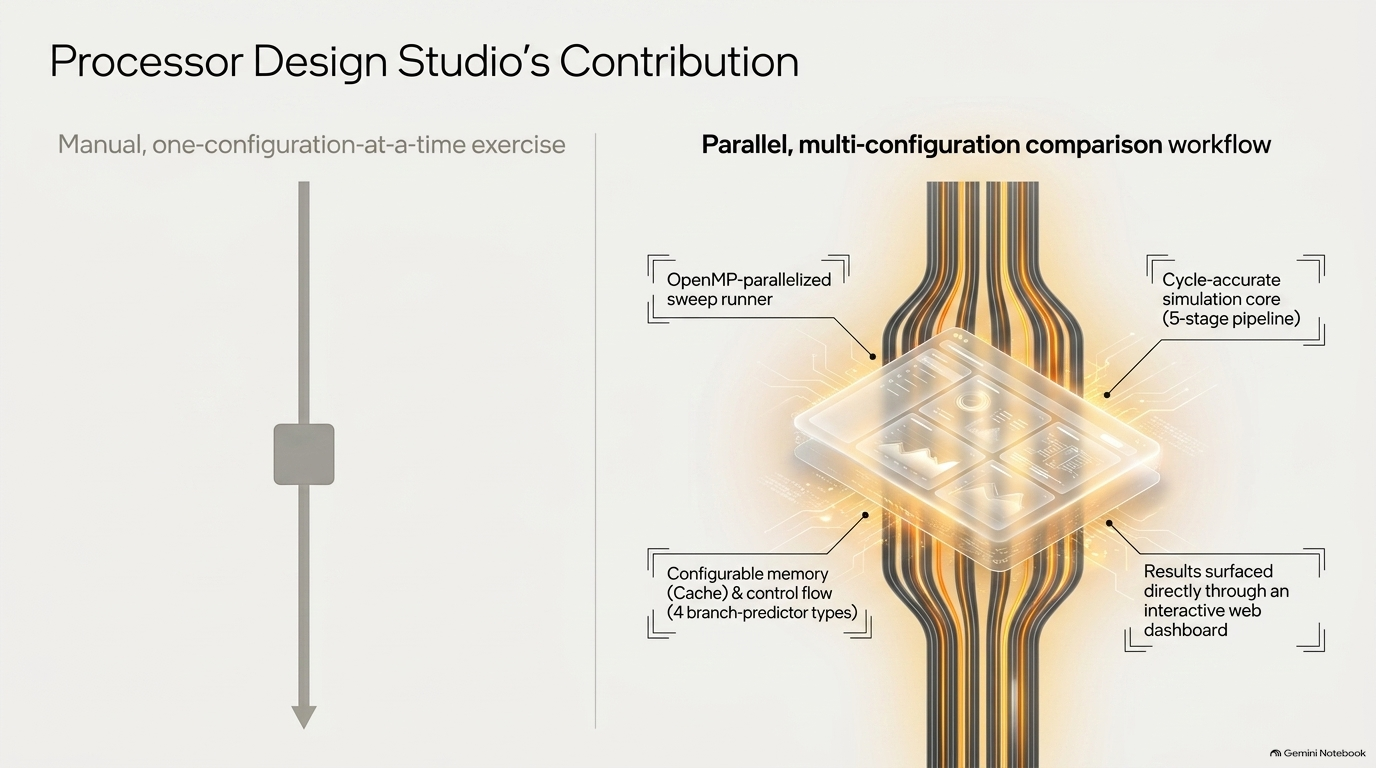 Processor Design Studio’s Contribution
Manual, one-configuration-at-a-time exercise
Parallel, multi-configuration comparison workflow
OpenMP-parallelized
sweep runner
Cycle-accurate
simulation core
(5-stage pipeline)
Configurable memory
(Cache) & control flow
(4 branch-predictor types)
Results surfaced
directly through an
interactive web
dashboard
Gemini Notebook